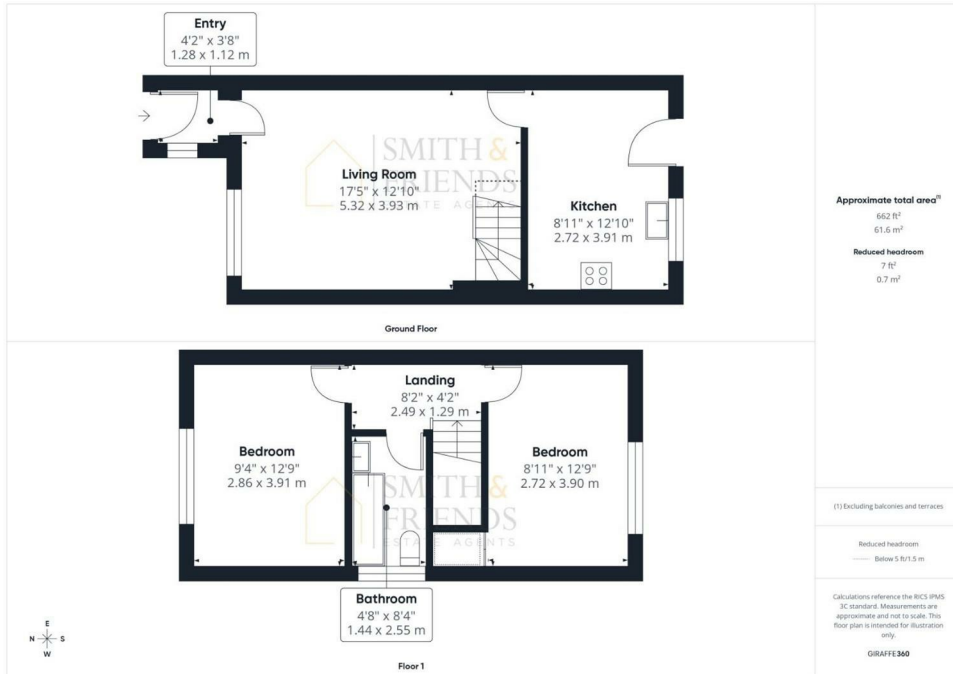 Entry
4'2" x 3'8"
1.28 x 1.12 m
SMITH &
FRIENDS
ESTATE AGENTS
Living Room
17'5" x 12'10"
5.32 x 3.93 m
Kitchen
8'11" x 12'10"
2.72 x 3.91 m
Ground Floor
Approximate total area(1)
662 ft²
61.6 m²
Reduced headroom
7 ft²
0.7 m²
Landing
8'2" x 4'2"
2.49 x 1.29 m
Bedroom
9'4" x 12'9"
2.86 x 3.91 m
Bedroom
8'11" x 12'9"
2.72 x 3.90 m
SMITH &
FRIENDS
ESTATE AGENTS
Bathroom
4'8" x 8'4"
1.44 x 2.55 m
E
N S
W
Floor 1
(1) Excluding balconies and terraces
Reduced headroom
Below 5 ft/1.5 m
Calculations reference the RICS IPMS
3C standard. Measurements are
approximate and not to scale. This
floor plan is intended for illustration
only.
GIRAFFE360